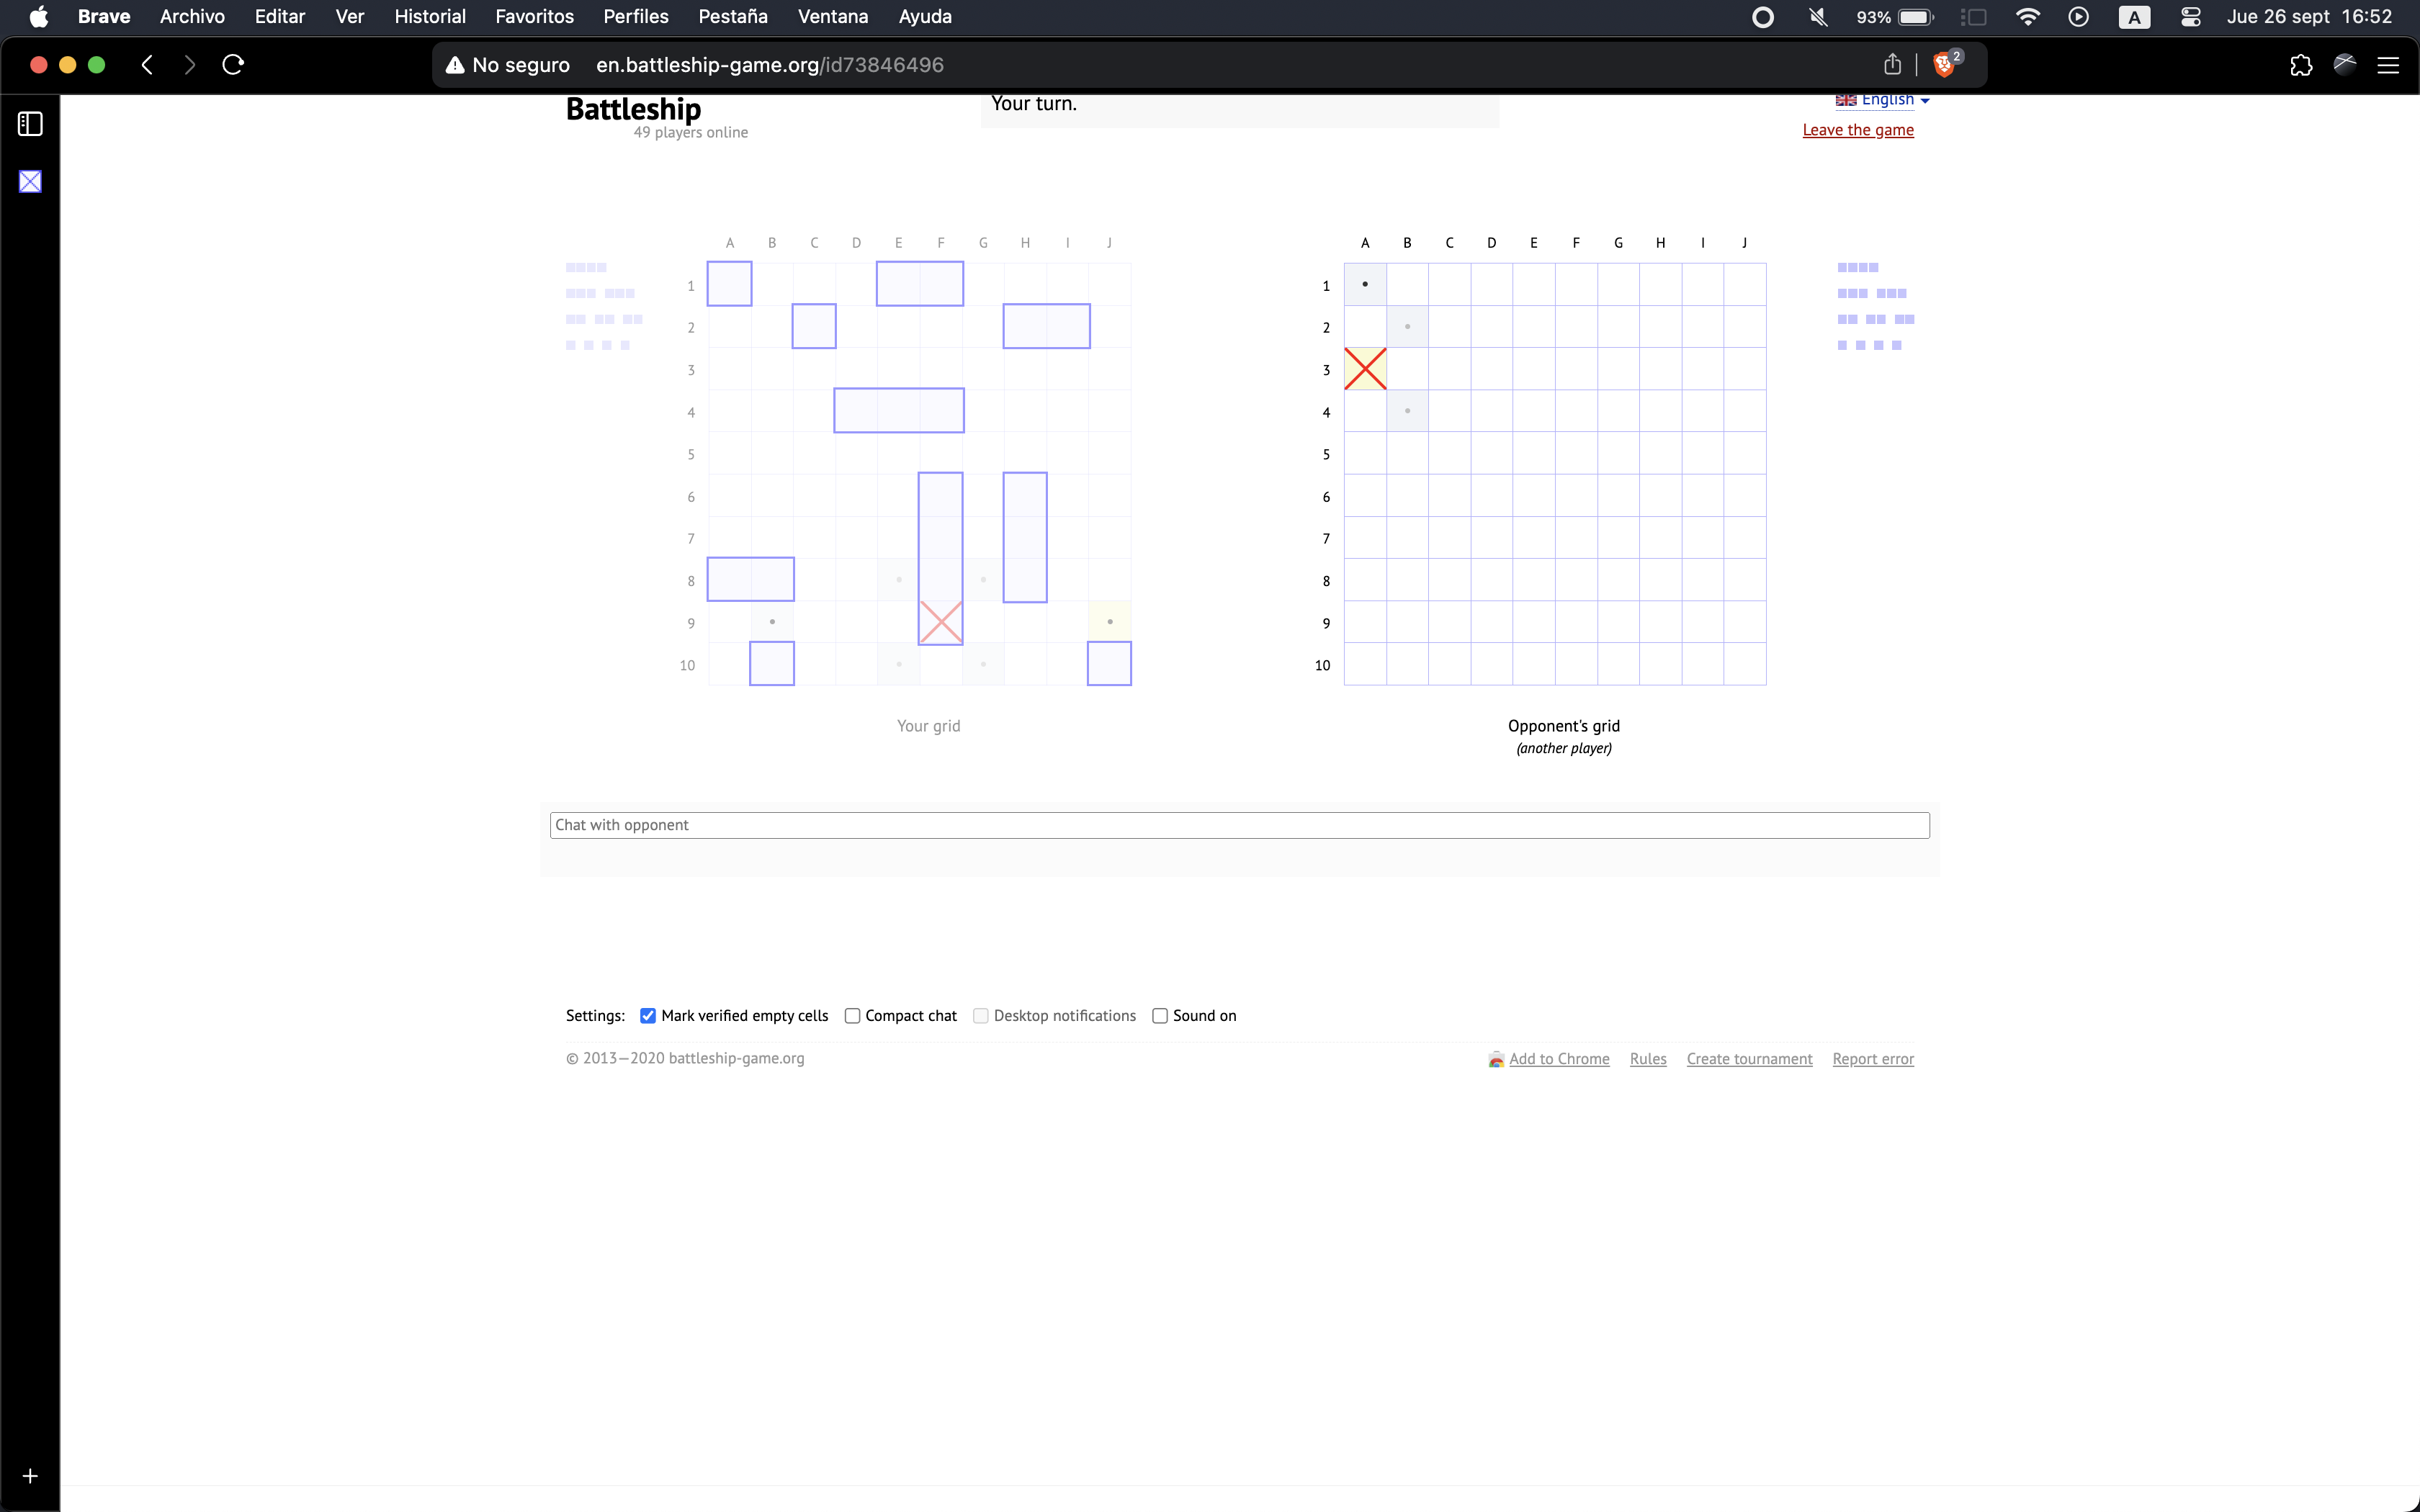 Brave Archivo Editar Ver Historial Favoritos Perfiles Pestaña Ventana Ayuda 93% A Jue 26 sept 16:52
No seguro en.battleship-game.org/id73846496 2
Battleship
49 players online
Your turn.
English
Leave the game
A B C D E F G H I J
1
2
3
4
5
6
7
8
9
10
Your grid
A B C D E F G H I J
1
2
3
4
5
6
7
8
9
10
Opponent's grid
(another player)
Chat with opponent
Settings: Mark verified empty cells Compact chat Desktop notifications Sound on
© 2013—2020 battleship-game.org Add to Chrome Rules Create tournament Report error